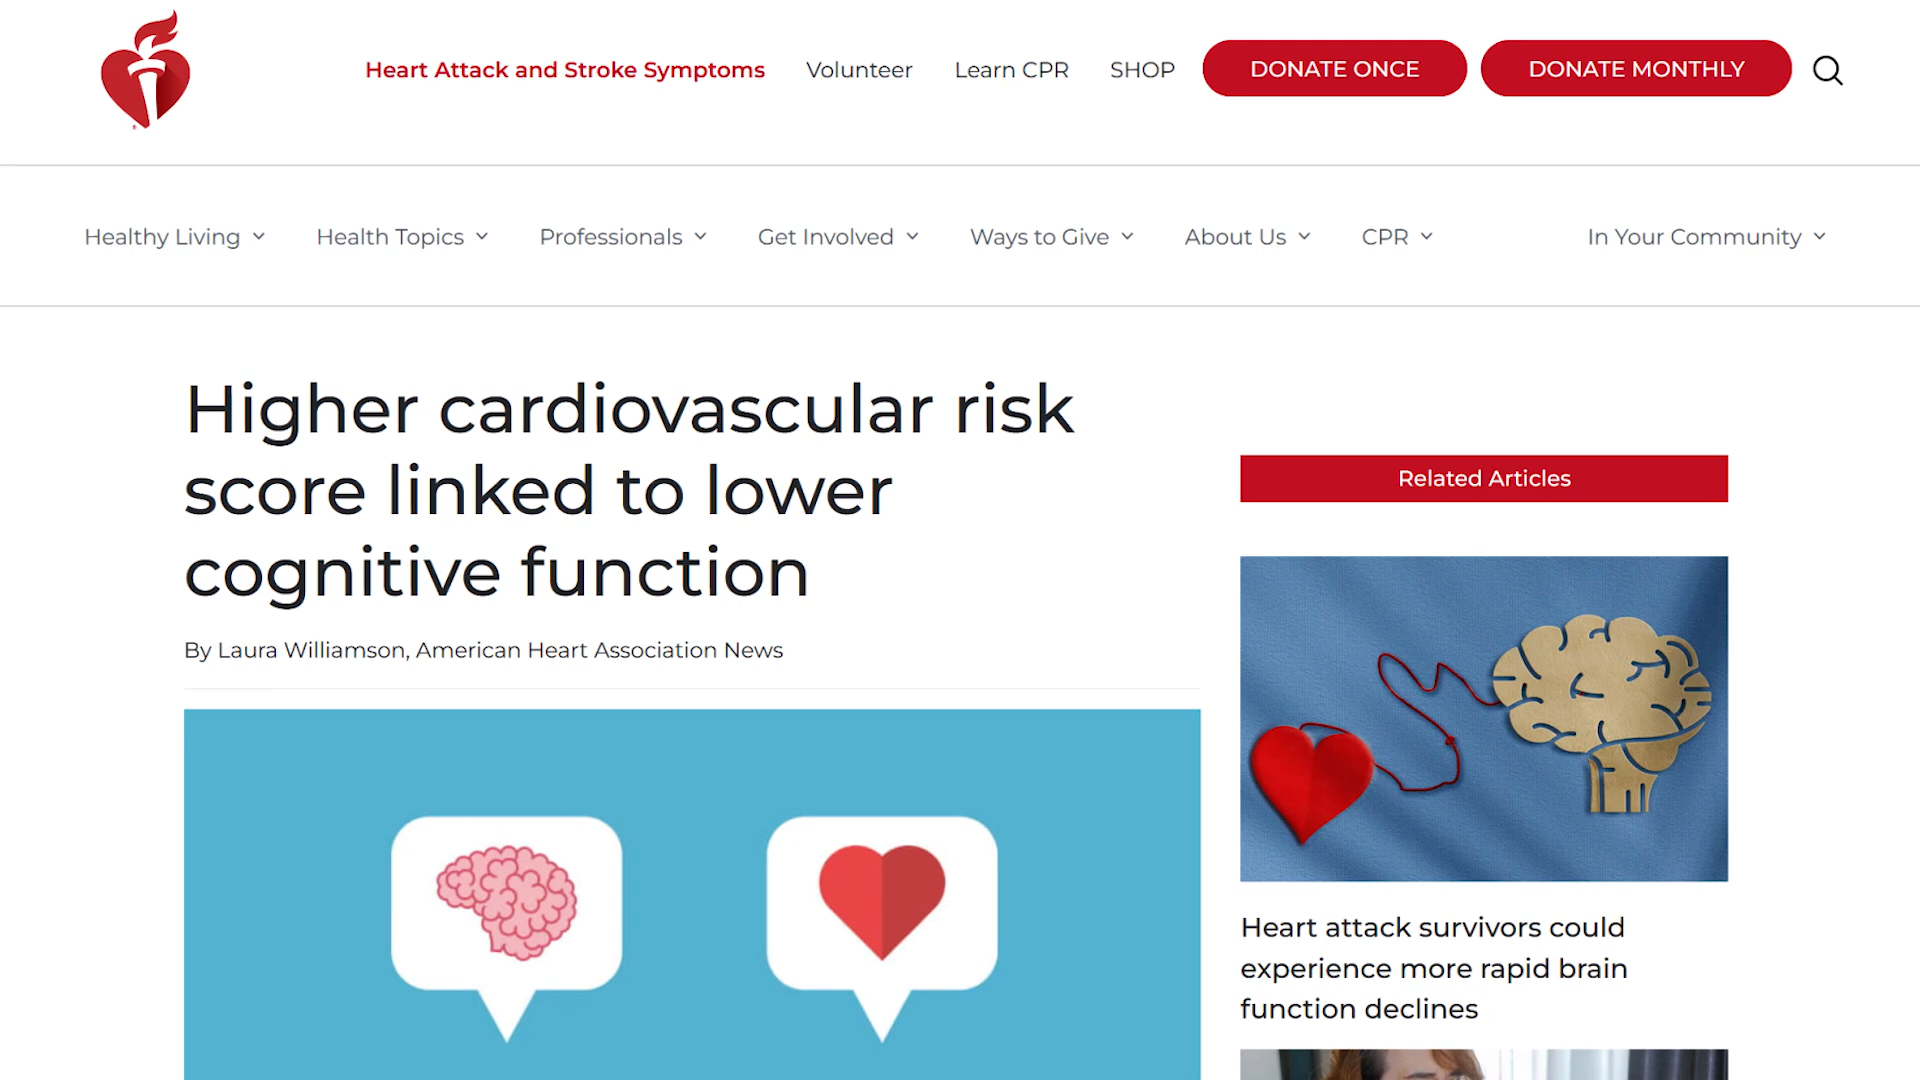 Heart Attack and Stroke Symptoms
Volunteer
Learn CPR
SHOP
DONATE ONCE
DONATE MONTHLY
Healthy Living
Health Topics
Professionals
Get Involved
Ways to Give
About Us
CPR
In Your Community
Higher cardiovascular risk
score linked to lower
cognitive function
By Laura Williamson, American Heart Association News
Related Articles
Heart attack survivors could
experience more rapid brain
function declines